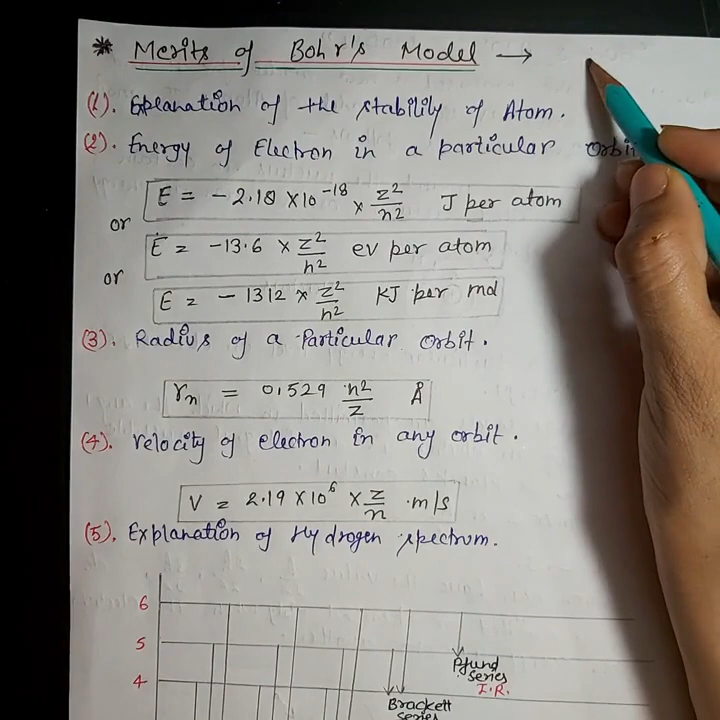 * Merits of Bohr's Model →
(1). Explanation of the stability of Atom.
(2). Energy of Electron in a particular orbit
E = - 2.18 × 10⁻¹⁸ × z²/n² J per atom
or
E = -13.6 × z²/n² ev per atom
or
E = - 1312 × z²/n² KJ per mol
(3). Radius of a Particular orbit.
rₙ = 0.529 n²/z Å
(4). velocity of electron in any orbit.
V = 2.19 × 10⁶ × z/n m/s
(5). Explanation of Hydrogen spectrum.
6
5
Pfund
series
I.R.
4
Brackett
series